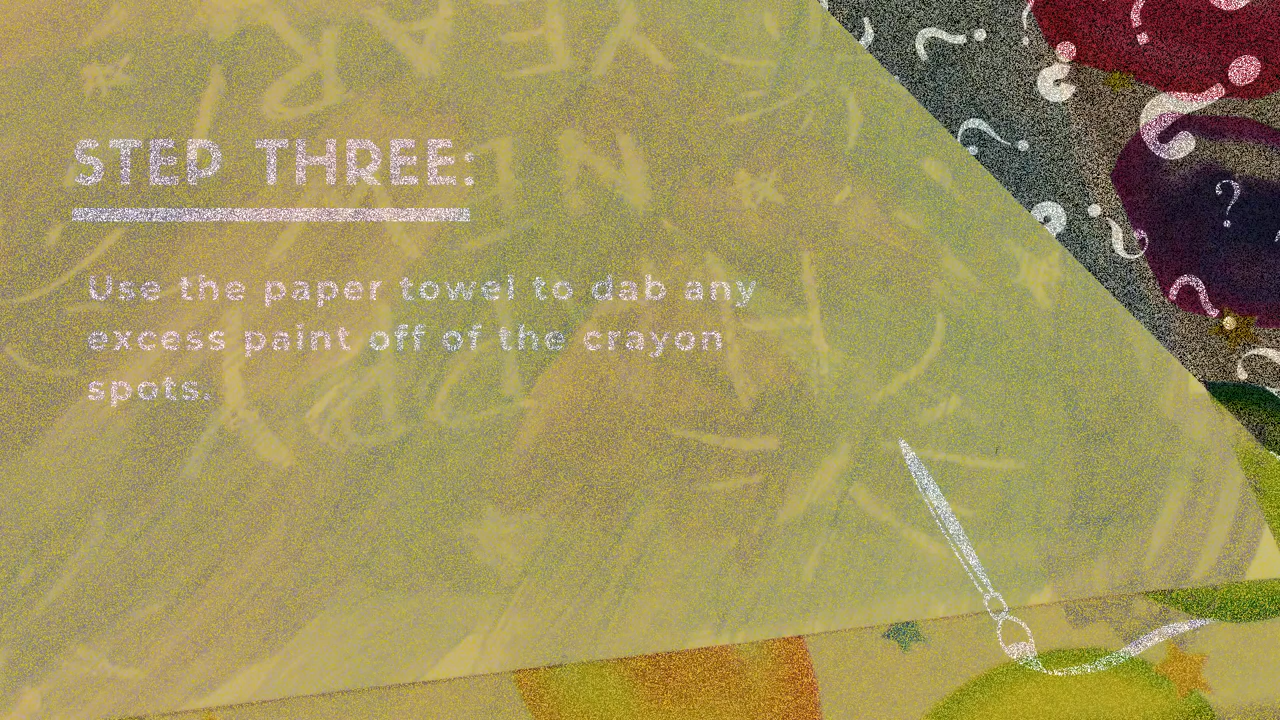 STEP THREE:
Use the paper towel to dab any
excess paint off of the crayon
spots.